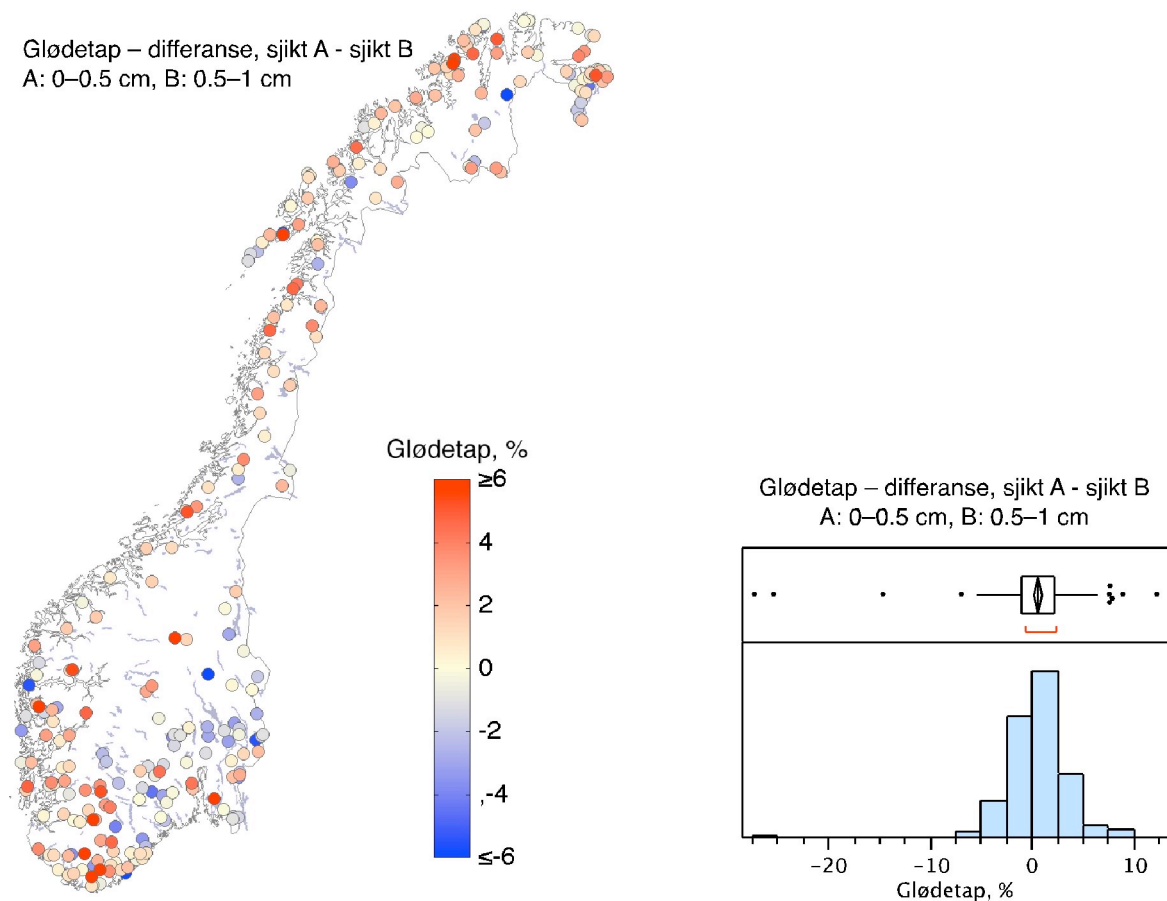 Glødetap – differanse, sjikt A - sjikt B
A: 0–0.5 cm, B: 0.5–1 cm
Glødetap, %
≥6
4
2
0
-2
-4
≤-6
Glødetap – differanse, sjikt A - sjikt B
A: 0–0.5 cm, B: 0.5–1 cm
-20 -10 0 10
Glødetap, %